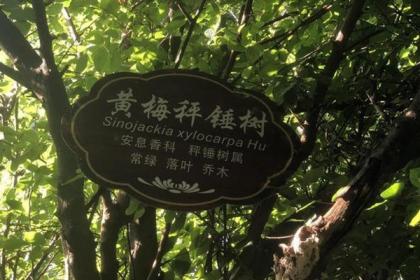 黄梅秤锤树
Sinojackia xylocarpa Hu
安息香科 秤锤树属
常绿 落叶 乔木